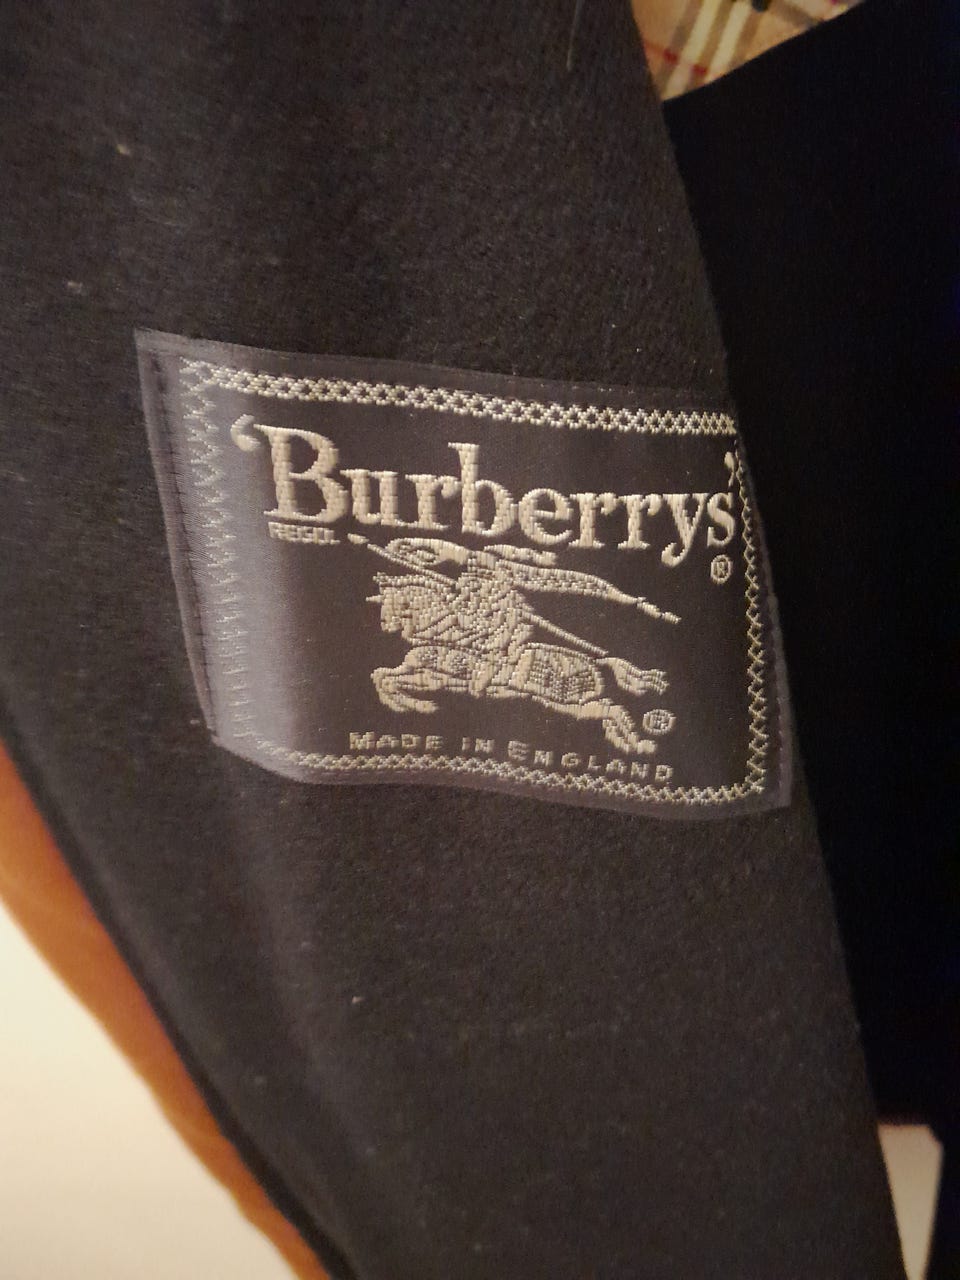 ‘Burberrys’
REGD.
®
®
MADE IN ENGLAND